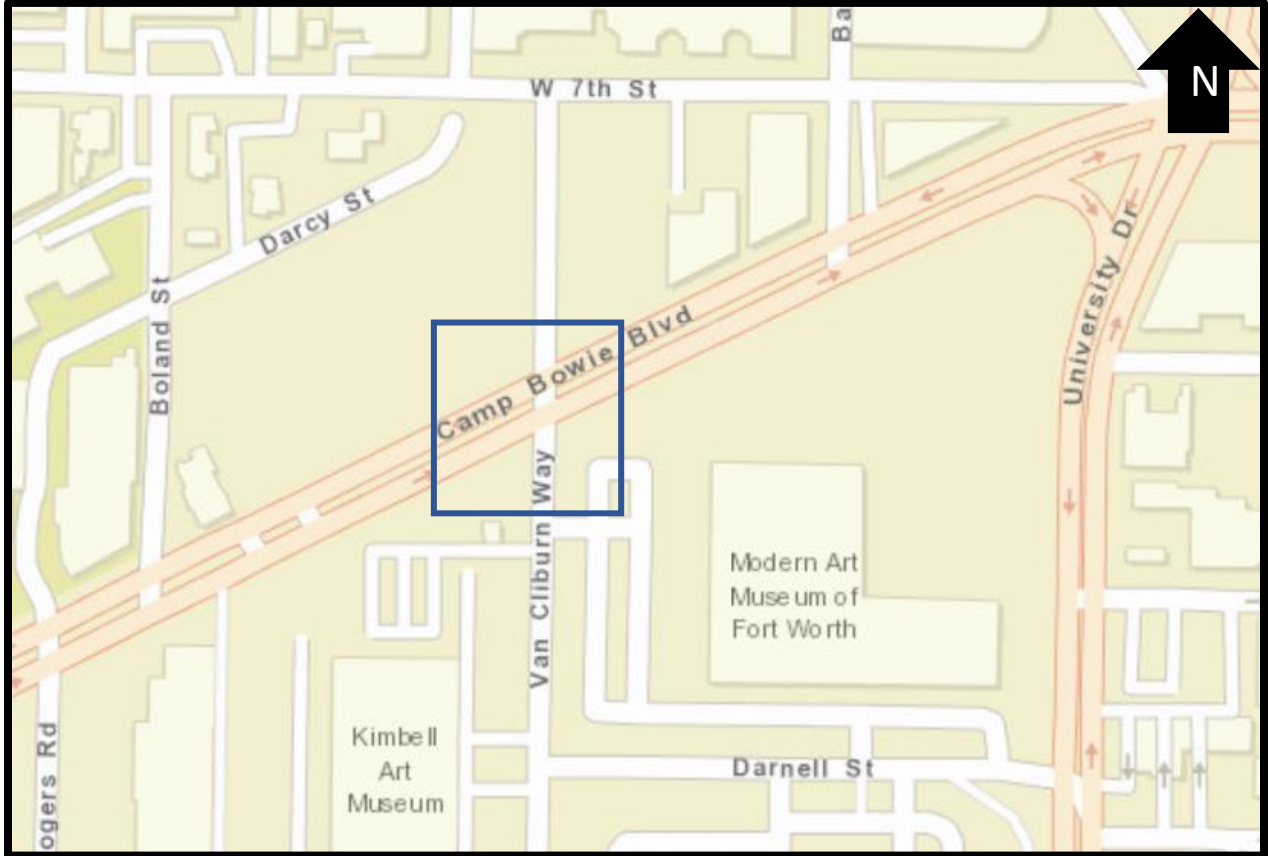 Ba
W 7th St
N
Darcy St
Boland St
University Dr
Camp Bowie Blvd
Van Cliburn Way
Modern Art
Museum of
Fort Worth
Kimbell
Art
Museum
Darnell St
ogers Rd